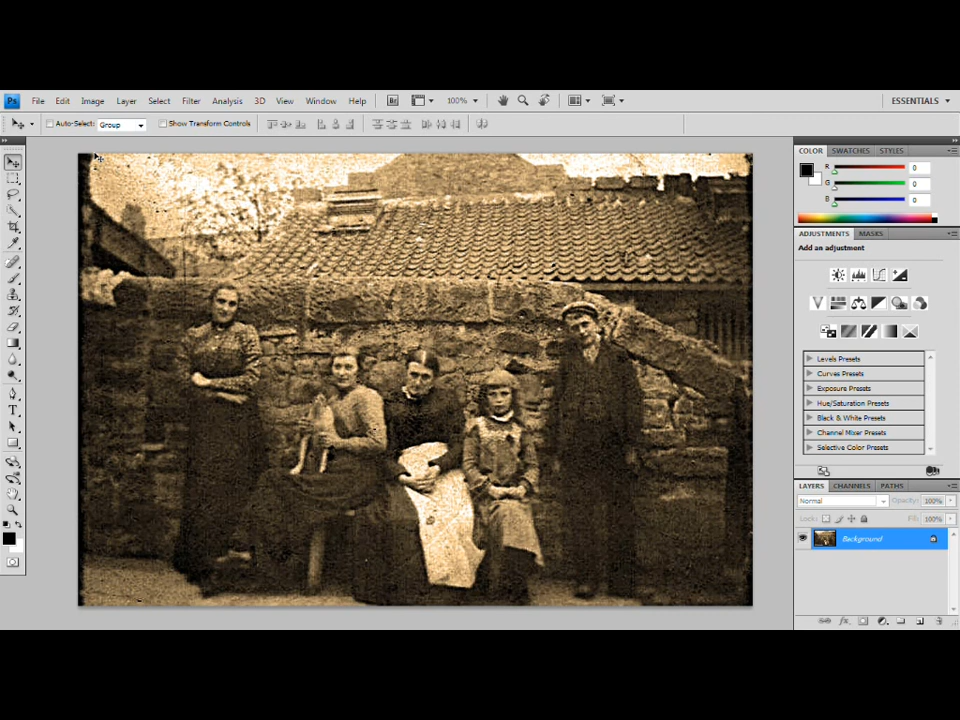 Ps File Edit Image Layer Select Filter Analysis 3D View Window Help Br 100% ESSENTIALS
Auto-Select: Group Show Transform Controls
COLOR SWATCHES STYLES
R 0
G 0
B 0
ADJUSTMENTS MASKS
Add an adjustment
Levels Presets
Curves Presets
Exposure Presets
Hue/Saturation Presets
Black & White Presets
Channel Mixer Presets
Selective Color Presets
LAYERS CHANNELS PATHS
Normal Opacity: 100%
Lock: Fill: 100%
Background